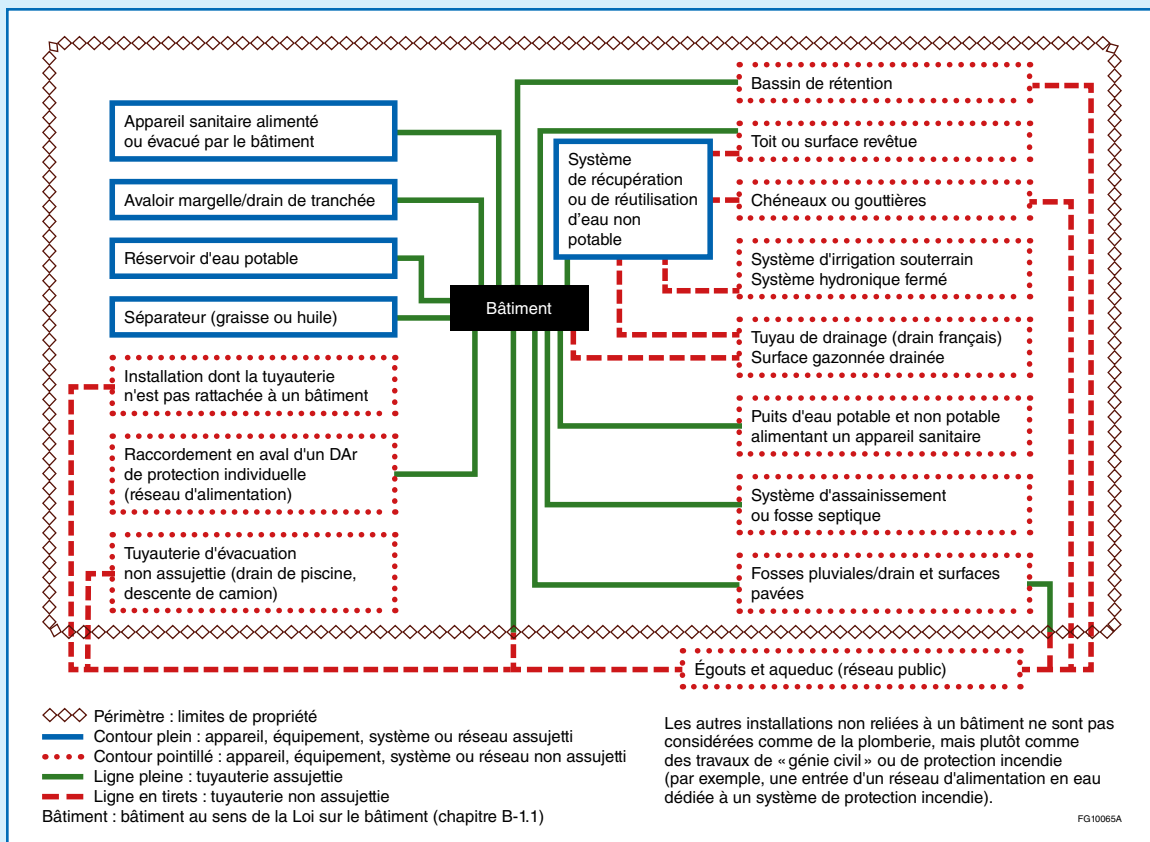 Appareil sanitaire alimenté
ou évacué par le bâtiment
Avaloir margelle/drain de tranchée
Réservoir d'eau potable
Séparateur (graisse ou huile)
Installation dont la tuyauterie
n'est pas rattachée à un bâtiment
Raccordement en aval d'un DAr
de protection individuelle
(réseau d'alimentation)
Tuyauterie d'évacuation
non assujettie (drain de piscine,
descente de camion)
Bâtiment
Système
de récupération
ou de réutilisation
d'eau non
potable
Bassin de rétention
Toit ou surface revêtue
Chéneaux ou gouttières
Système d'irrigation souterrain
Système hydronique fermé
Tuyau de drainage (drain français)
Surface gazonnée drainée
Puits d'eau potable et non potable
alimentant un appareil sanitaire
Système d'assainissement
ou fosse septique
Fosses pluviales/drain et surfaces
pavées
Égouts et aqueduc (réseau public)
Périmètre : limites de propriété
Contour plein : appareil, équipement, système ou réseau assujetti
Contour pointillé : appareil, équipement, système ou réseau non assujetti
Ligne pleine : tuyauterie assujettie
Ligne en tirets : tuyauterie non assujettie
Bâtiment : bâtiment au sens de la Loi sur le bâtiment (chapitre B-1.1)
Les autres installations non reliées à un bâtiment ne sont pas
considérées comme de la plomberie, mais plutôt comme
des travaux de « génie civil » ou de protection incendie
(par exemple, une entrée d'un réseau d'alimentation en eau
dédiée à un système de protection incendie).
FG10065A